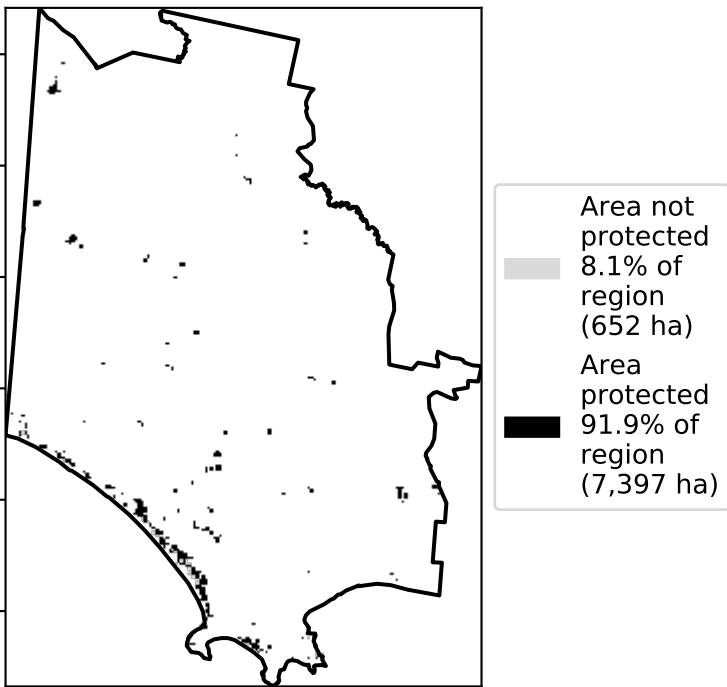 Area not
protected
8.1% of
region
(652 ha)
Area
protected
91.9% of
region
(7,397 ha)